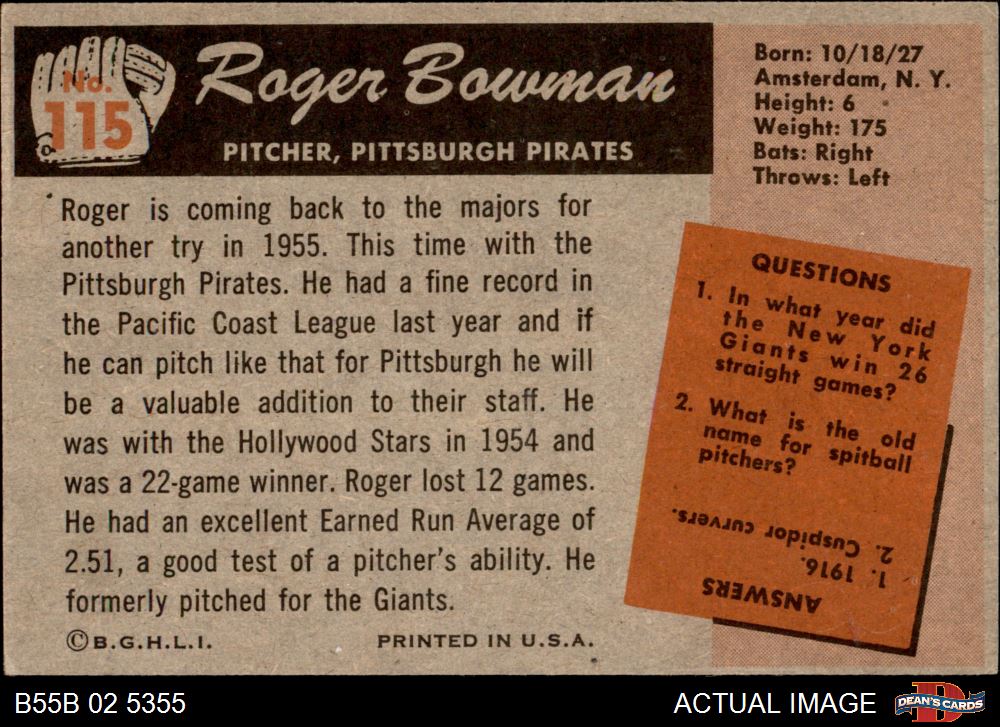 No.
115
Roger Bowman
PITCHER, PITTSBURGH PIRATES
Born: 10/18/27
Amsterdam, N. Y.
Height: 6
Weight: 175
Bats: Right
Throws: Left
Roger is coming back to the majors for
another try in 1955. This time with the
Pittsburgh Pirates. He had a fine record in
the Pacific Coast League last year and if
he can pitch like that for Pittsburgh he will
be a valuable addition to their staff. He
was with the Hollywood Stars in 1954 and
was a 22-game winner. Roger lost 12 games.
He had an excellent Earned Run Average of
2.51, a good test of a pitcher's ability. He
formerly pitched for the Giants.
©B.G.H.L.I.
PRINTED IN U.S.A.
QUESTIONS
1. In what year did
the New York
Giants win 26
straight games?
2. What is the old
name for spitball
pitchers?
ANSWERS
1. 1916.
2. Cuspidor curvers.
B55B 02 5355
ACTUAL IMAGE
D
DEAN'S CARDS